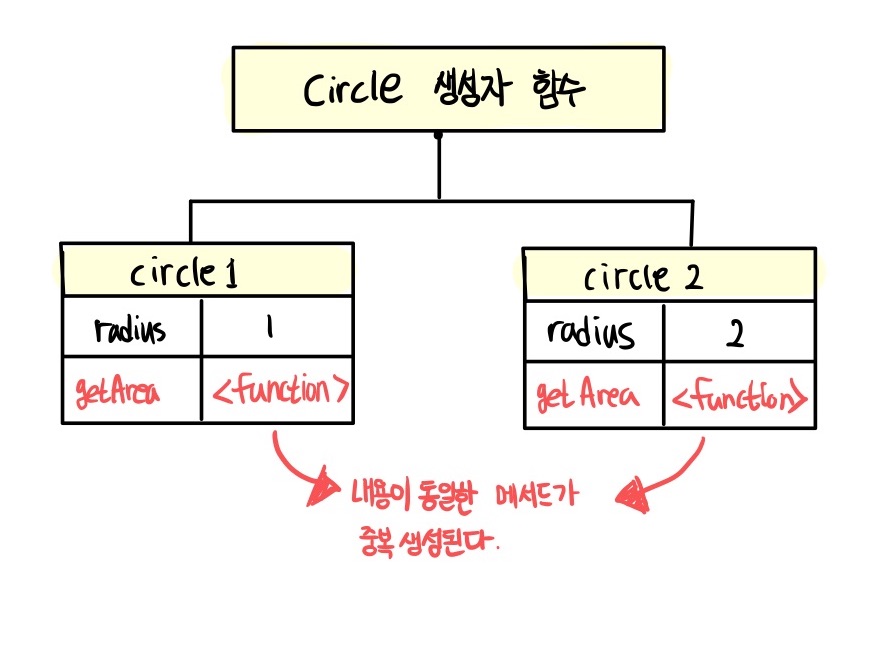 Circle 생성자 함수
circle 1
radius 1
getArea <function>
circle 2
radius 2
getArea <function>
내용이 동일한 메서드가
중복 생성된다.